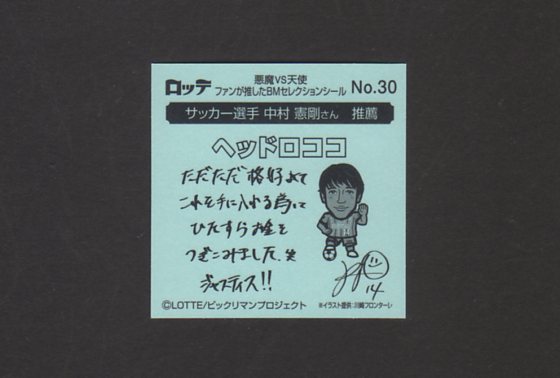 ロッテ
悪魔VS天使
ファンが推したBMセレクションシール No.30
サッカー選手 中村 憲剛さん 推薦
ヘッドロココ
ただただ 格好よくて
これを手に入れる為に
ひたすら お金を
つぎこみました。笑
ジャスティス!!
14
©LOTTE/ビックリマンプロジェクト
※イラスト提供:川崎フロンターレ